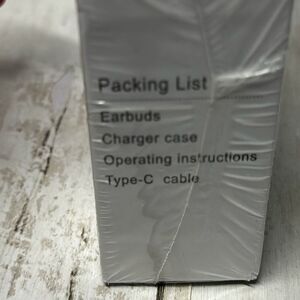 Packing List
Earbuds
Charger case
Operating instructions
Type-C cable